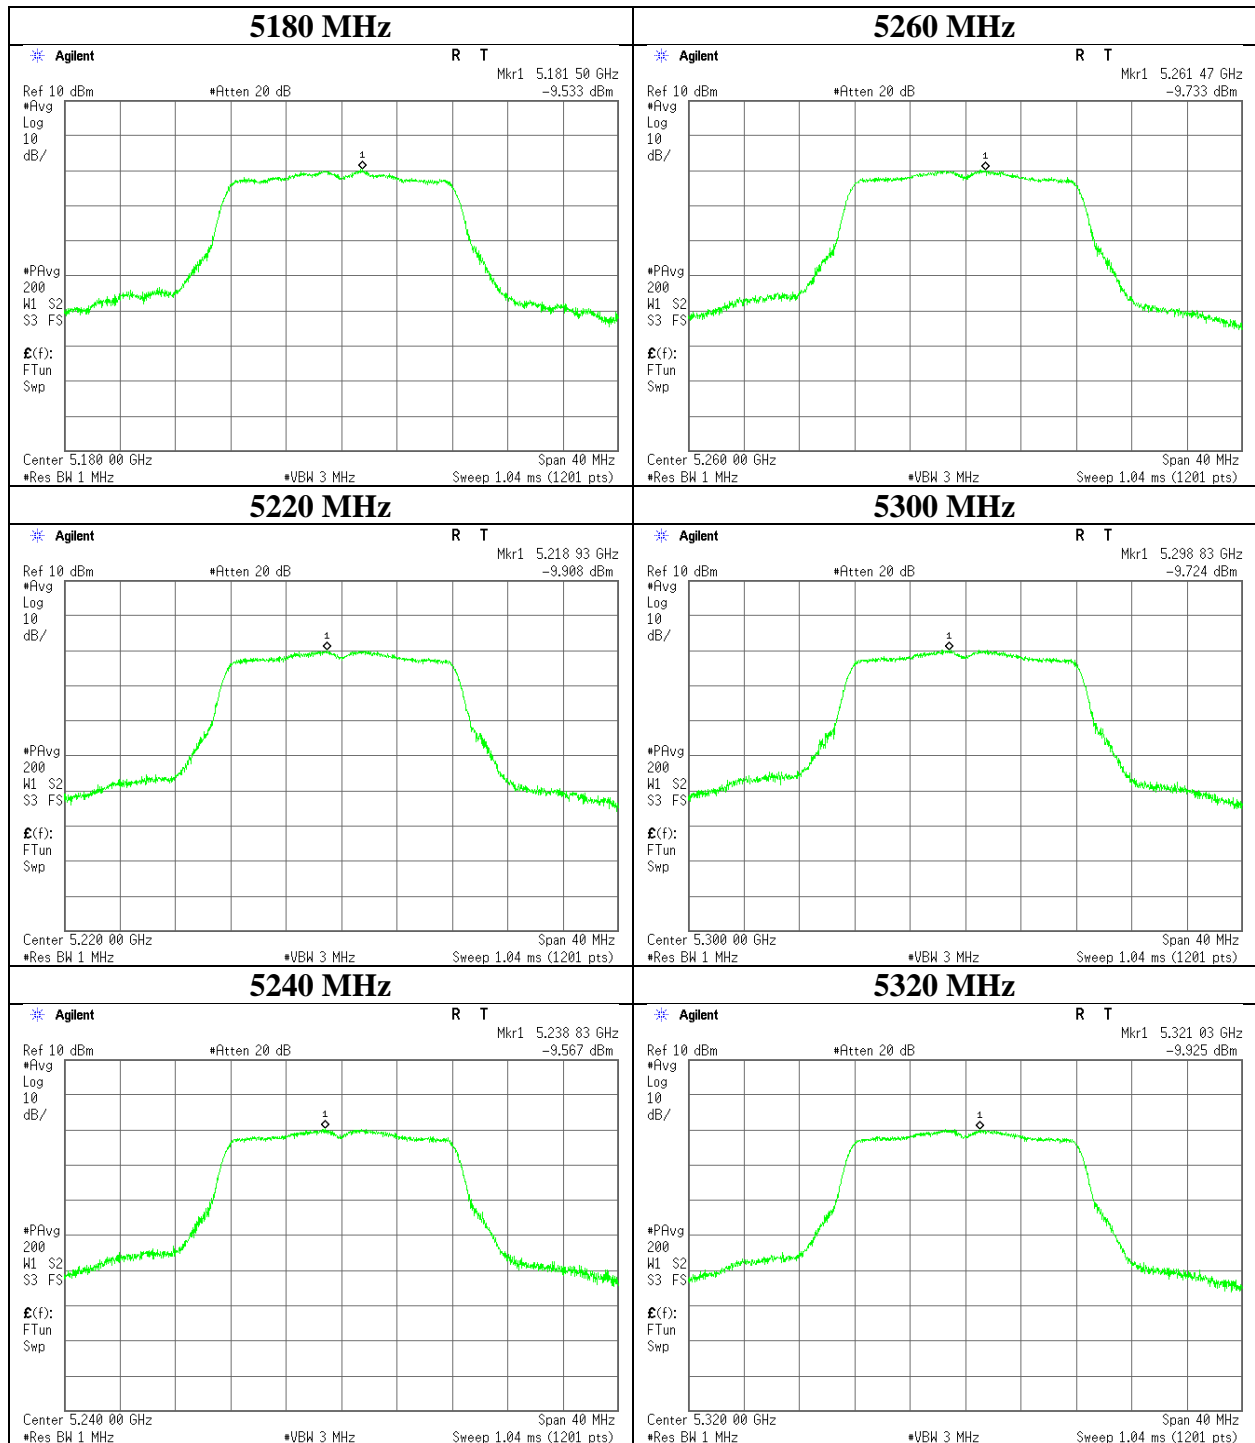 5180 MHz
Agilent R T
Mkr1 5.181 50 GHz
Ref 10 dBm #Atten 20 dB -9.533 dBm
#Avg
Log
10
dB/
1
#PAvg
200
W1 S2
S3 FS
£(f):
FTun
Swp
Center 5.180 00 GHz Span 40 MHz
#Res BW 1 MHz #VBW 3 MHz Sweep 1.04 ms (1201 pts)
5260 MHz
Agilent R T
Mkr1 5.261 47 GHz
Ref 10 dBm #Atten 20 dB -9.733 dBm
#Avg
Log
10
dB/
1
#PAvg
200
W1 S2
S3 FS
£(f):
FTun
Swp
Center 5.260 00 GHz Span 40 MHz
#Res BW 1 MHz #VBW 3 MHz Sweep 1.04 ms (1201 pts)
5220 MHz
Agilent R T
Mkr1 5.218 93 GHz
Ref 10 dBm #Atten 20 dB -9.908 dBm
#Avg
Log
10
dB/
1
#PAvg
200
W1 S2
S3 FS
£(f):
FTun
Swp
Center 5.220 00 GHz Span 40 MHz
#Res BW 1 MHz #VBW 3 MHz Sweep 1.04 ms (1201 pts)
5300 MHz
Agilent R T
Mkr1 5.298 83 GHz
Ref 10 dBm #Atten 20 dB -9.724 dBm
#Avg
Log
10
dB/
1
#PAvg
200
W1 S2
S3 FS
£(f):
FTun
Swp
Center 5.300 00 GHz Span 40 MHz
#Res BW 1 MHz #VBW 3 MHz Sweep 1.04 ms (1201 pts)
5240 MHz
Agilent R T
Mkr1 5.238 83 GHz
Ref 10 dBm #Atten 20 dB -9.567 dBm
#Avg
Log
10
dB/
1
#PAvg
200
W1 S2
S3 FS
£(f):
FTun
Swp
Center 5.240 00 GHz Span 40 MHz
#Res BW 1 MHz #VBW 3 MHz Sweep 1.04 ms (1201 pts)
5320 MHz
Agilent R T
Mkr1 5.321 03 GHz
Ref 10 dBm #Atten 20 dB -9.925 dBm
#Avg
Log
10
dB/
1
#PAvg
200
W1 S2
S3 FS
£(f):
FTun
Swp
Center 5.320 00 GHz Span 40 MHz
#Res BW 1 MHz #VBW 3 MHz Sweep 1.04 ms (1201 pts)